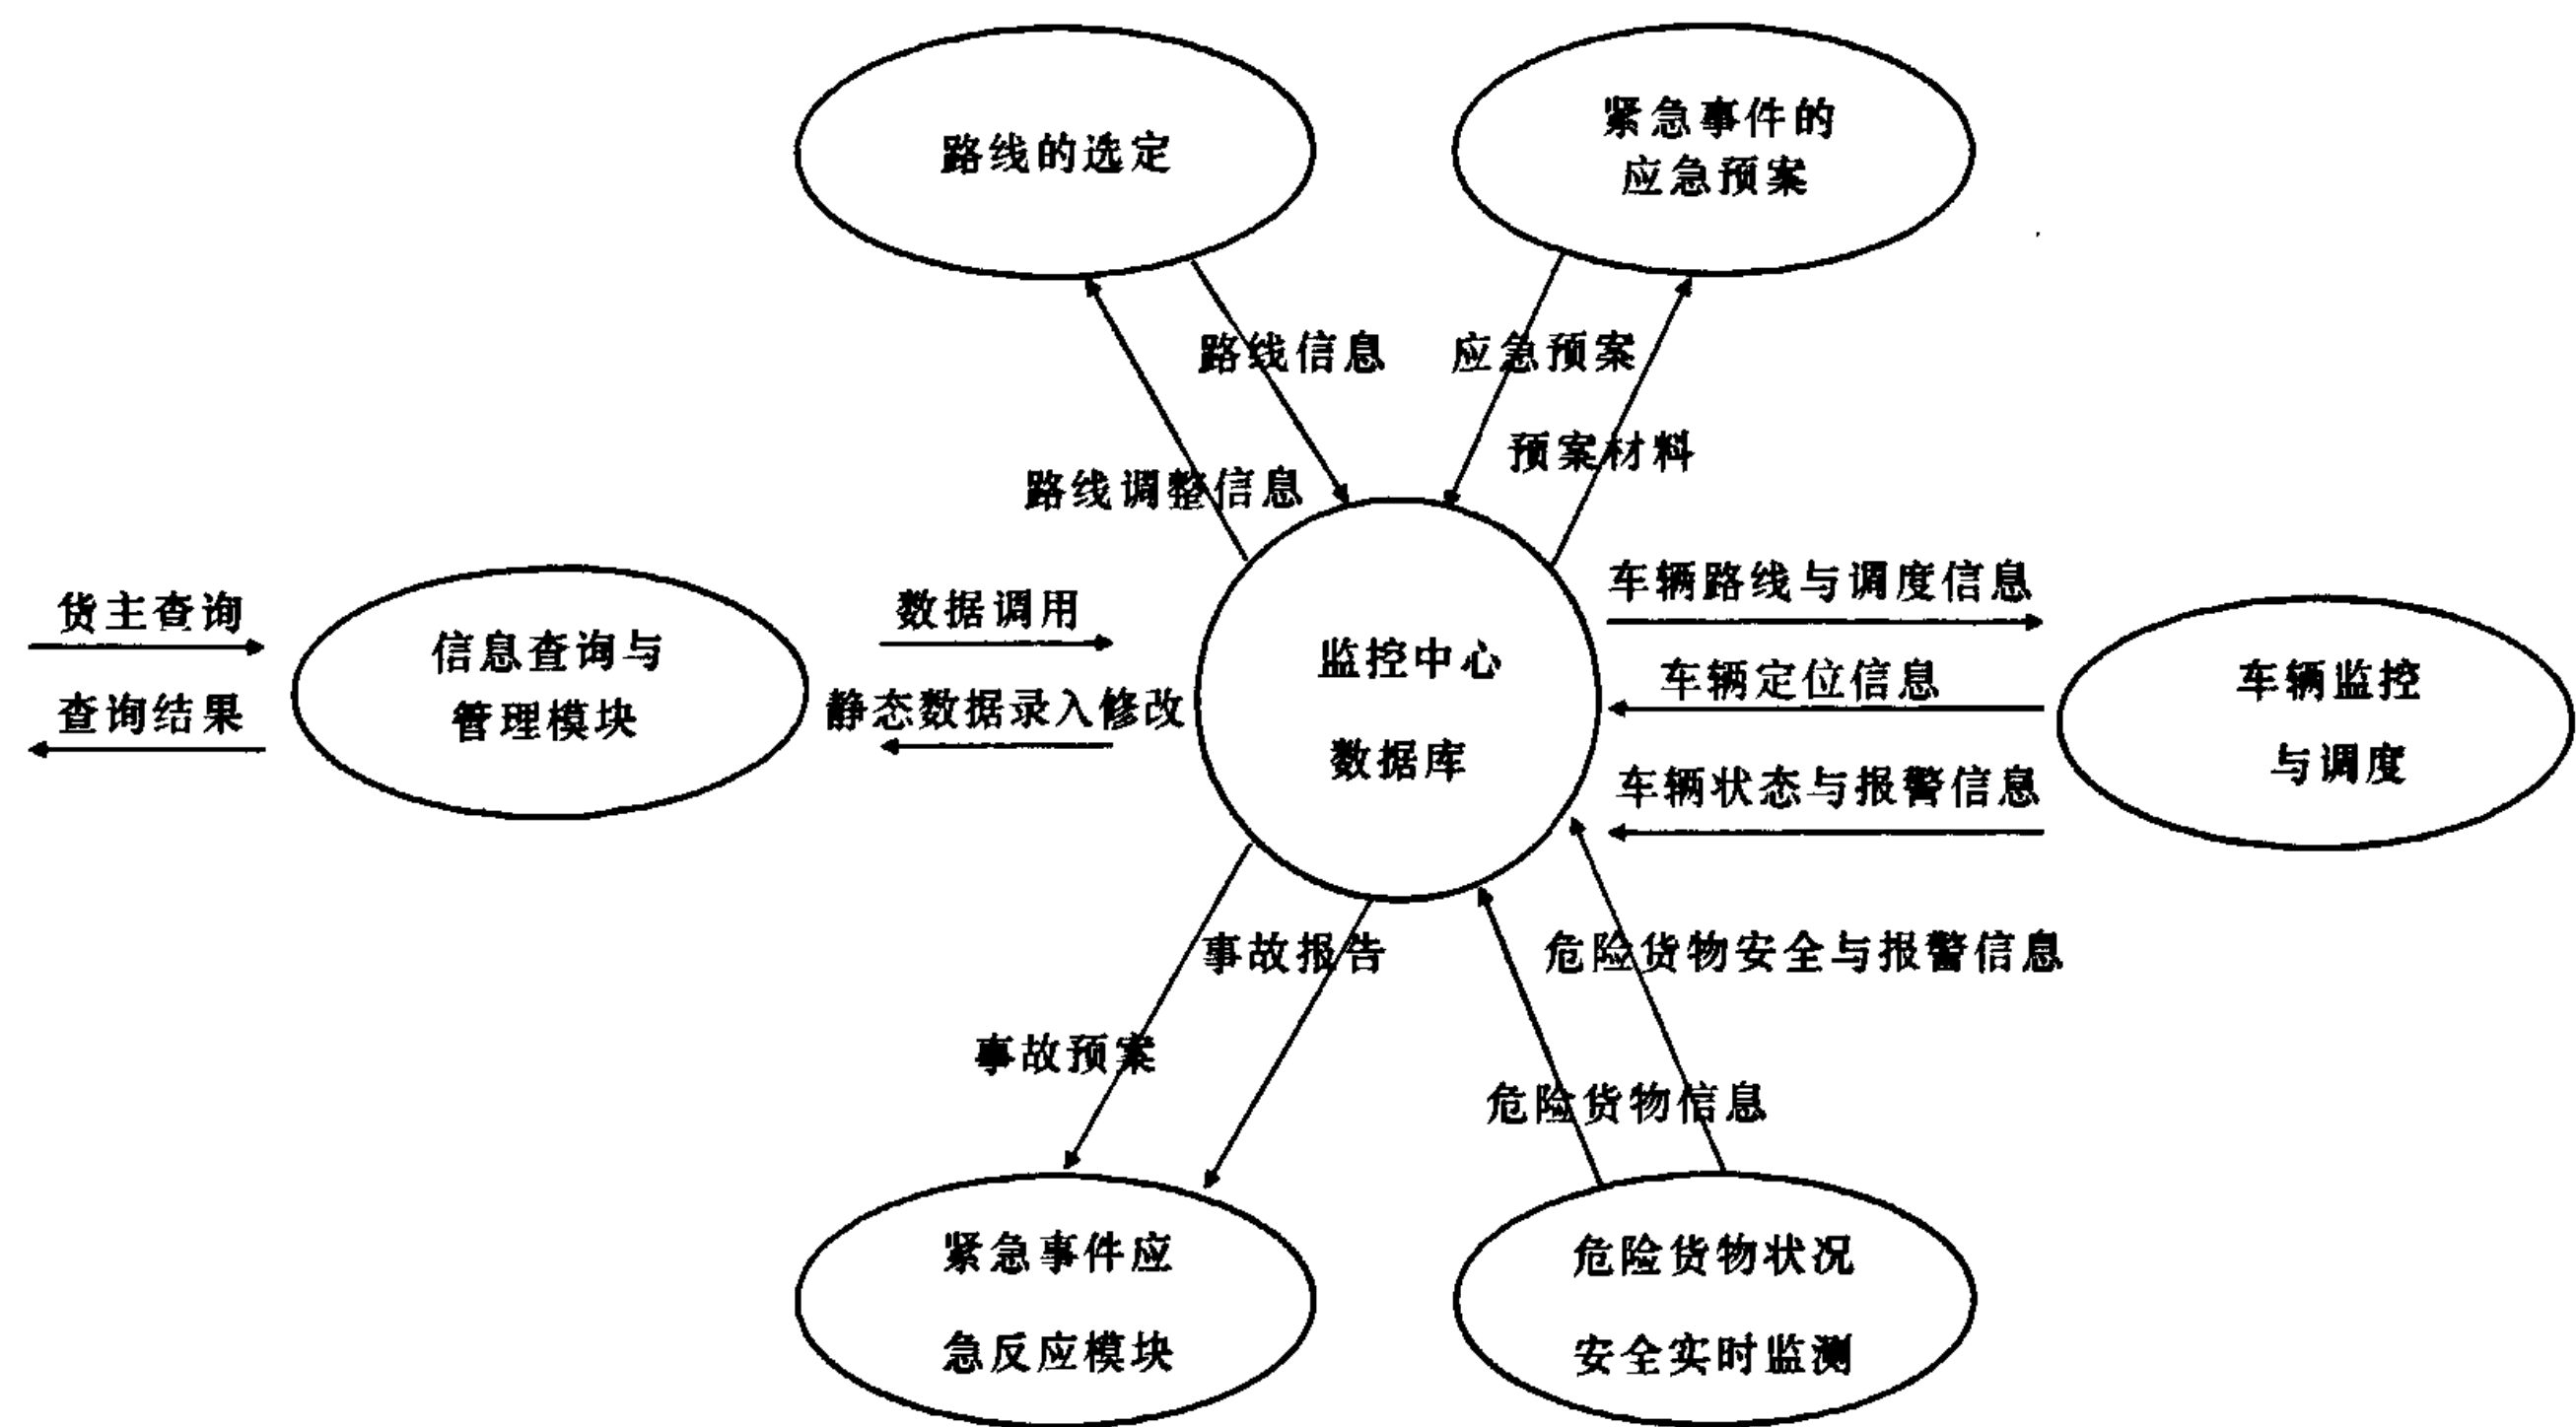 路线的选定
紧急事件的
应急预案
路线信息
应急预案
预案材料
路线调整信息
货主查询
查询结果
信息查询与
管理模块
数据调用
静态数据录入修改
监控中心
数据库
车辆路线与调度信息
车辆定位信息
车辆状态与报警信息
车辆监控
与调度
事故报告
事故预案
危险货物安全与报警信息
危险货物信息
紧急事件应
急反应模块
危险货物状况
安全实时监测